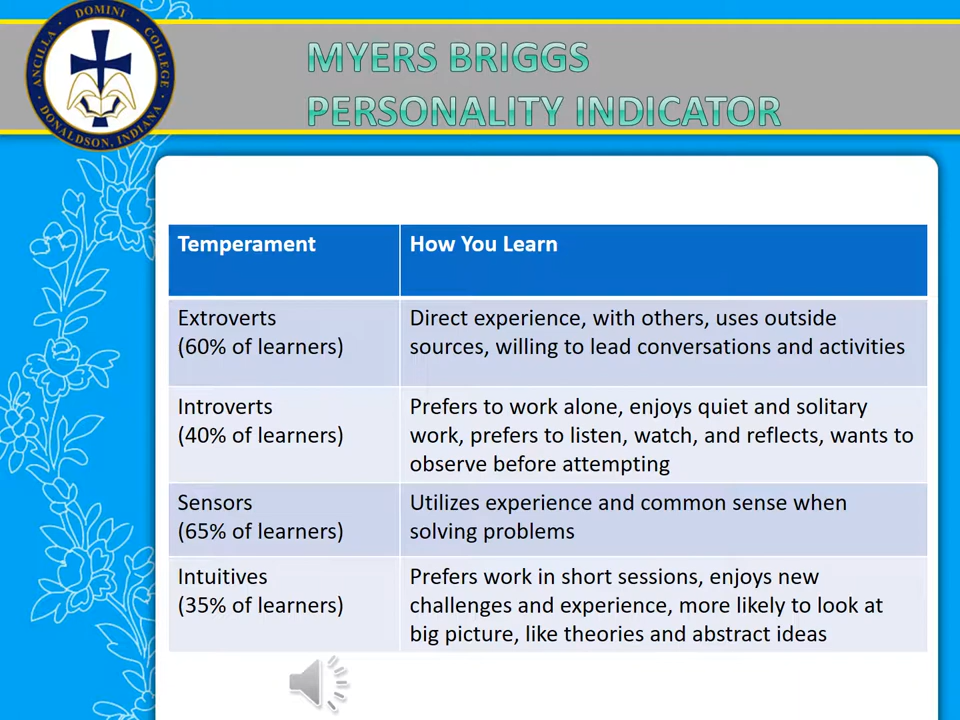 ANCILLA DOMINI COLLEGE
DONALDSON, INDIANA
MYERS BRIGGS
PERSONALITY INDICATOR
Temperament
How You Learn
Extroverts
(60% of learners)
Direct experience, with others, uses outside
sources, willing to lead conversations and activities
Introverts
(40% of learners)
Prefers to work alone, enjoys quiet and solitary
work, prefers to listen, watch, and reflects, wants to
observe before attempting
Sensors
(65% of learners)
Utilizes experience and common sense when
solving problems
Intuitives
(35% of learners)
Prefers work in short sessions, enjoys new
challenges and experience, more likely to look at
big picture, like theories and abstract ideas